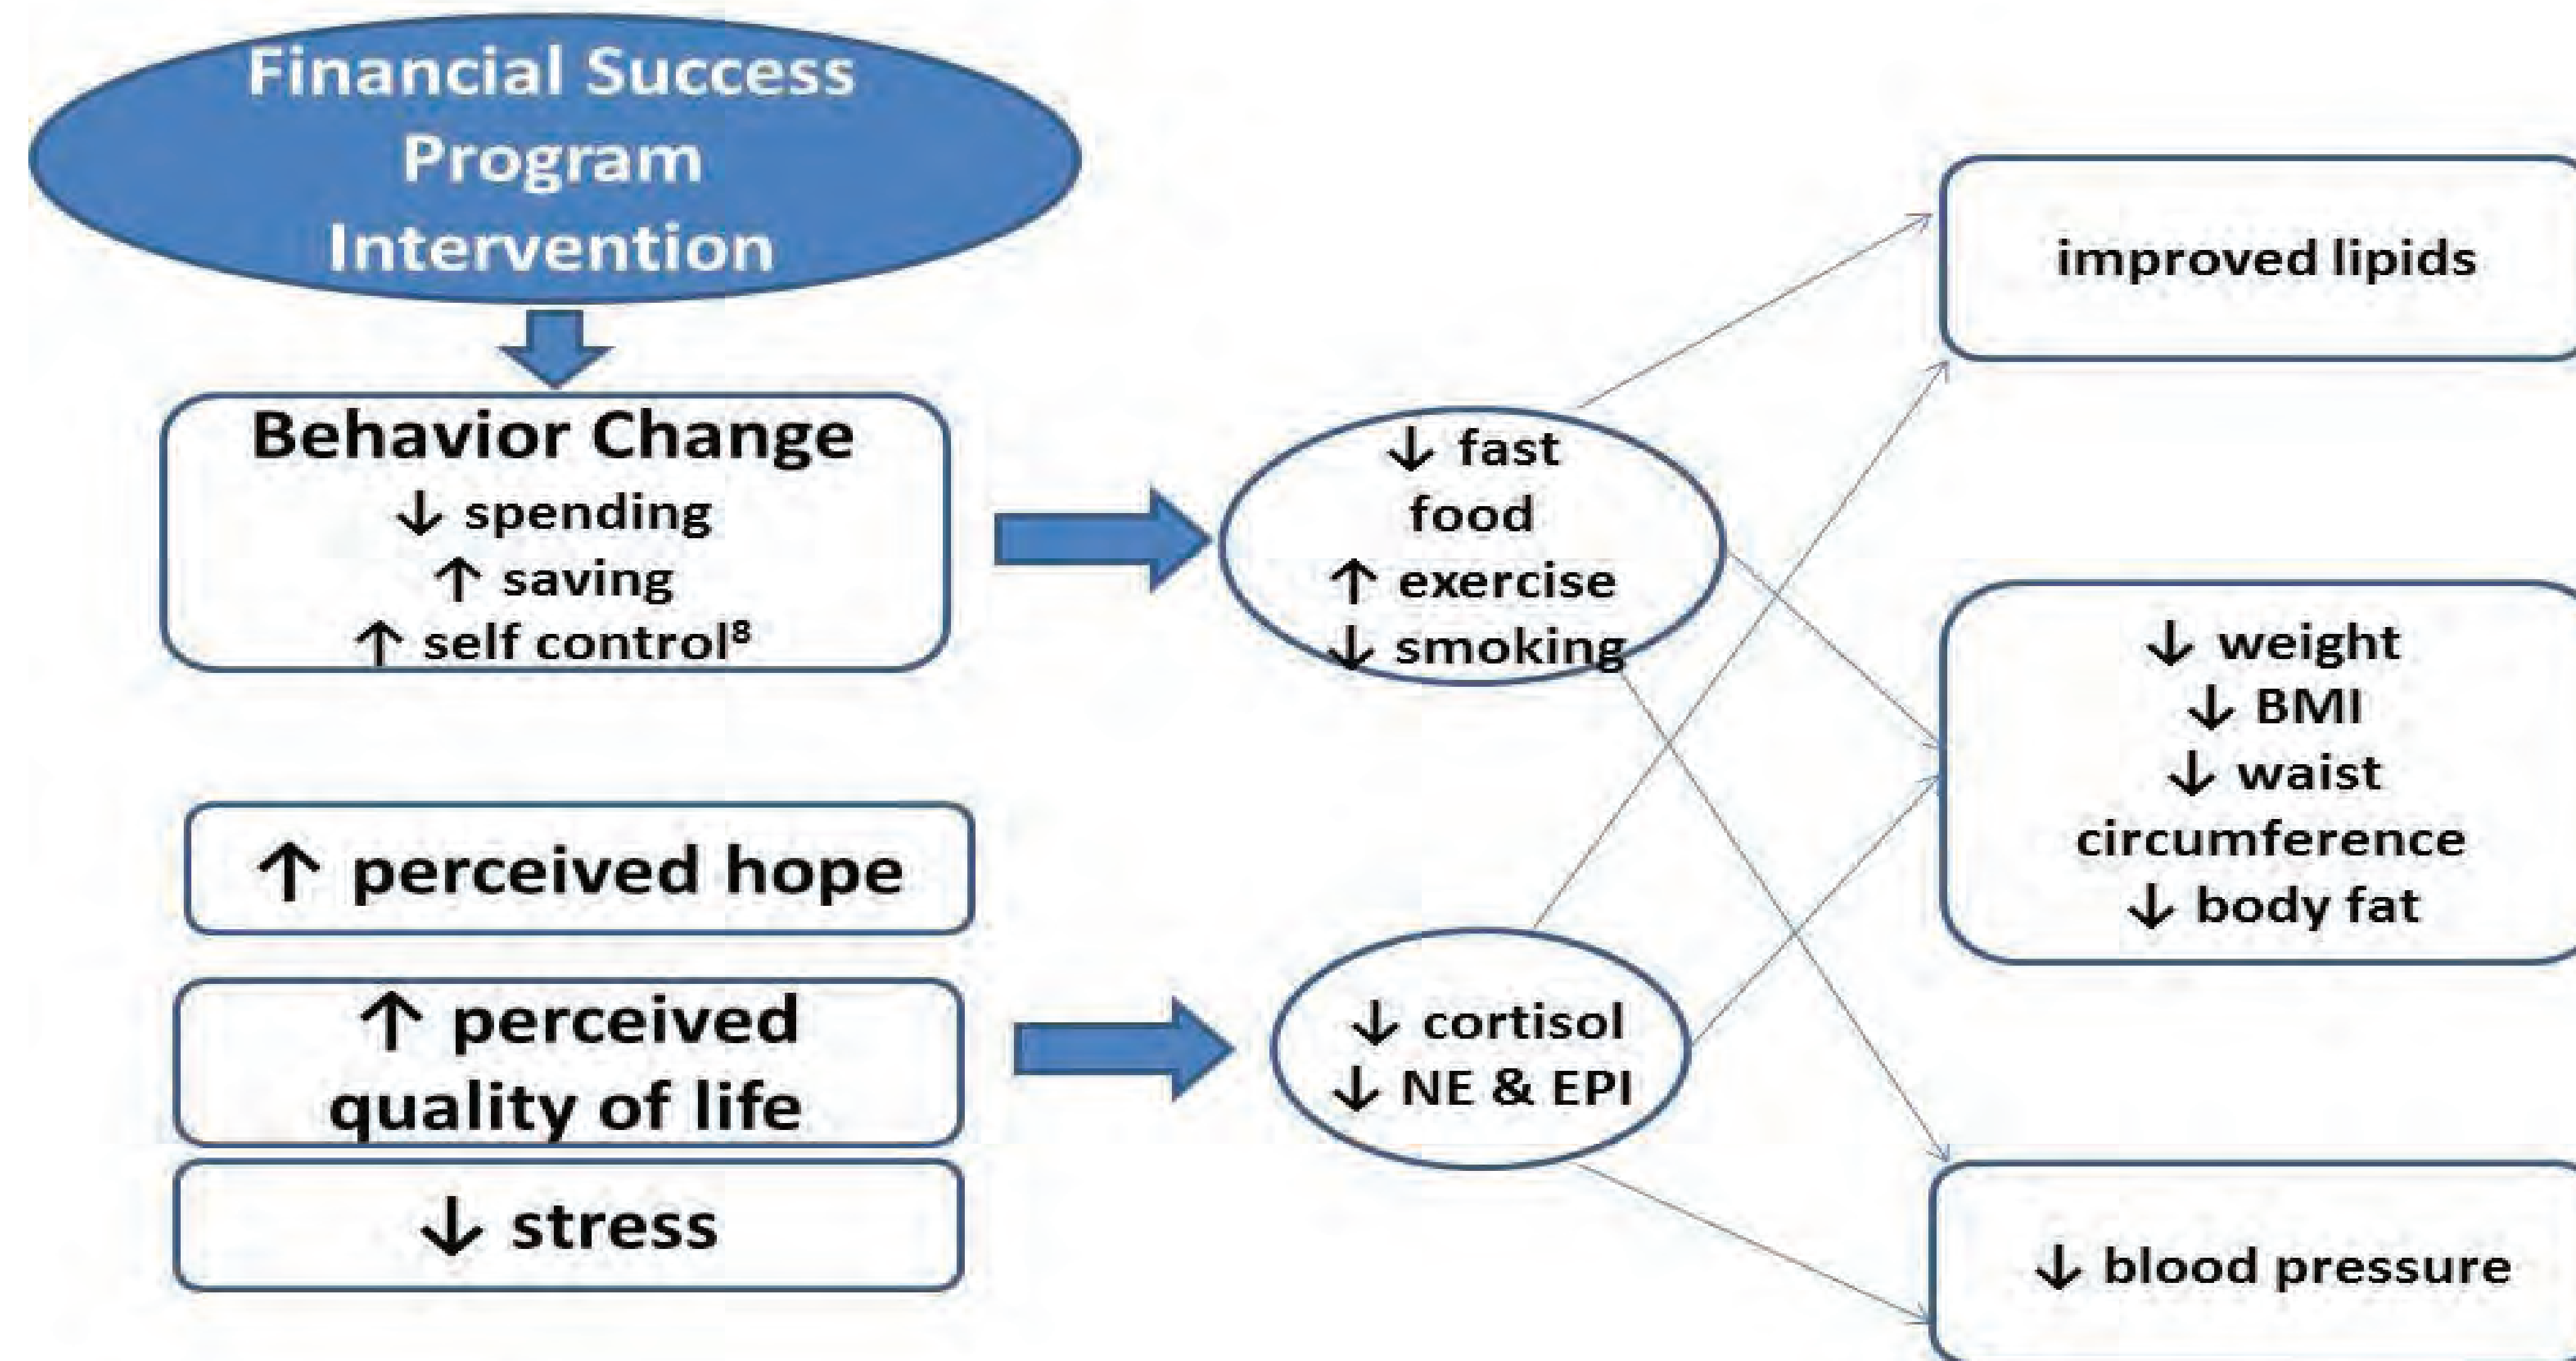 Financial Success
Program
Intervention
Behavior Change
↓ spending
↑ saving
↑ self control⁸
↑ perceived hope
↑ perceived
quality of life
↓ stress
↓ fast
food
↑ exercise
↓ smoking
↓ cortisol
↓ NE & EPI
improved lipids
↓ weight
↓ BMI
↓ waist
circumference
↓ body fat
↓ blood pressure